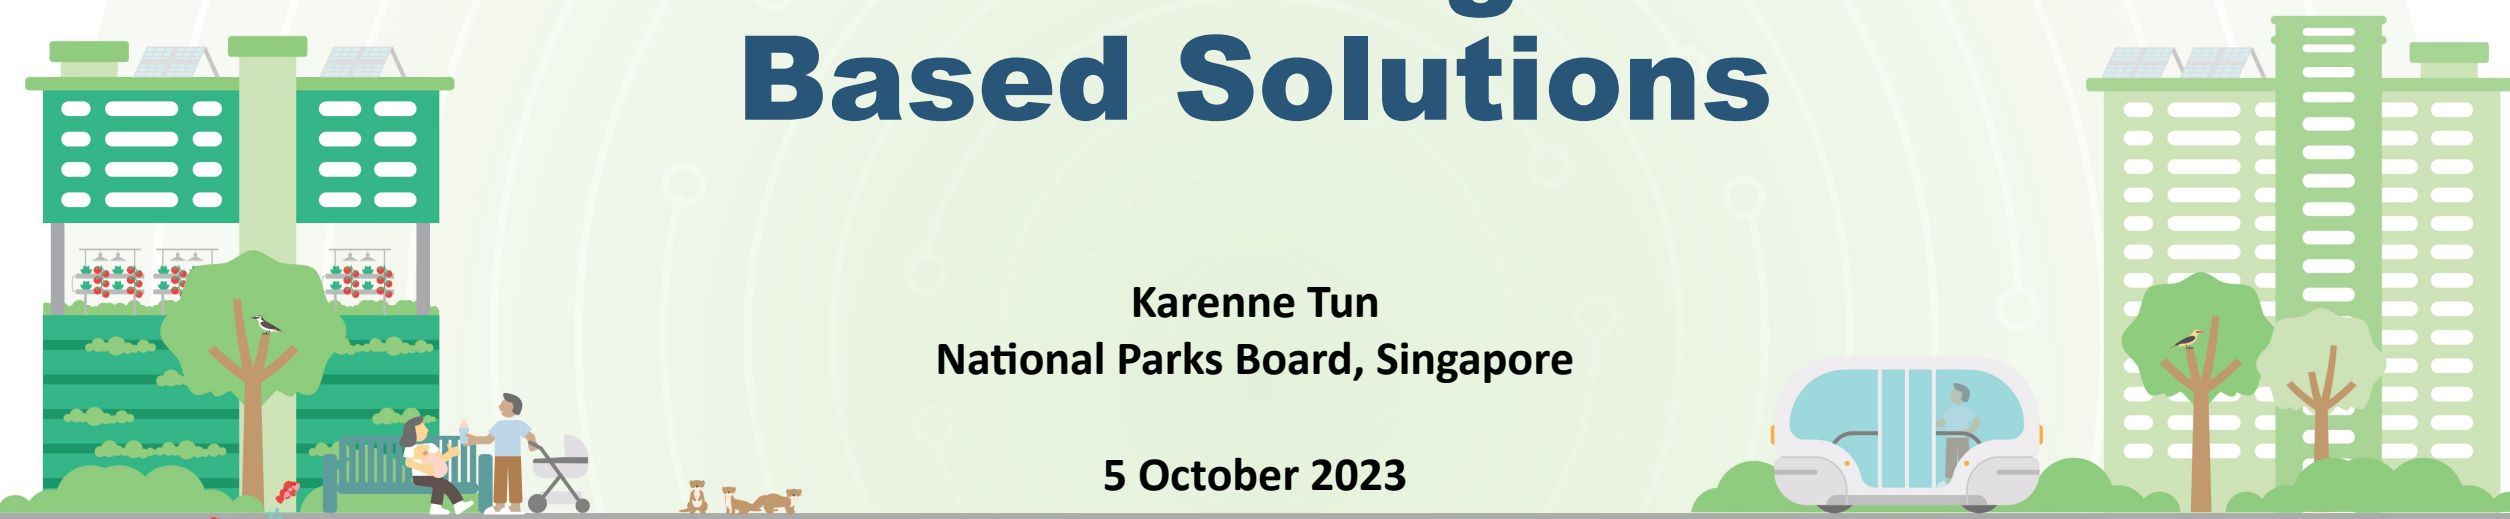 Based Solutions
Karenne Tun
National Parks Board, Singapore
5 October 2023